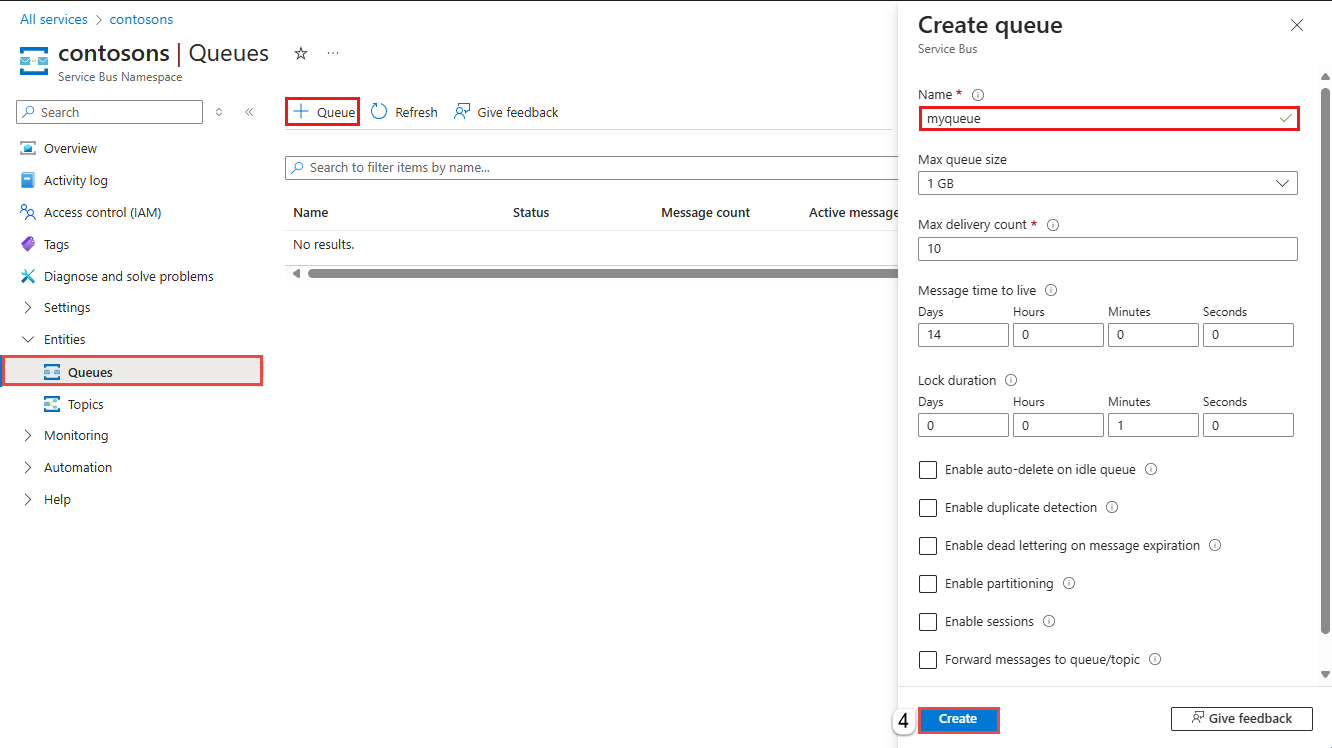 All services > contosons
contosons | Queues
Service Bus Namespace
Search
Overview
Activity log
Access control (IAM)
Tags
Diagnose and solve problems
Settings
Entities
Queues
Topics
Monitoring
Automation
Help
+ Queue Refresh Give feedback
Search to filter items by name...
Name Status Message count Active message
No results.
Create queue
Service Bus
Name *
myqueue
Max queue size
1 GB
Max delivery count *
10
Message time to live
Days Hours Minutes Seconds
14 0 0 0
Lock duration
Days Hours Minutes Seconds
0 0 1 0
Enable auto-delete on idle queue
Enable duplicate detection
Enable dead lettering on message expiration
Enable partitioning
Enable sessions
Forward messages to queue/topic
4 Create Give feedback